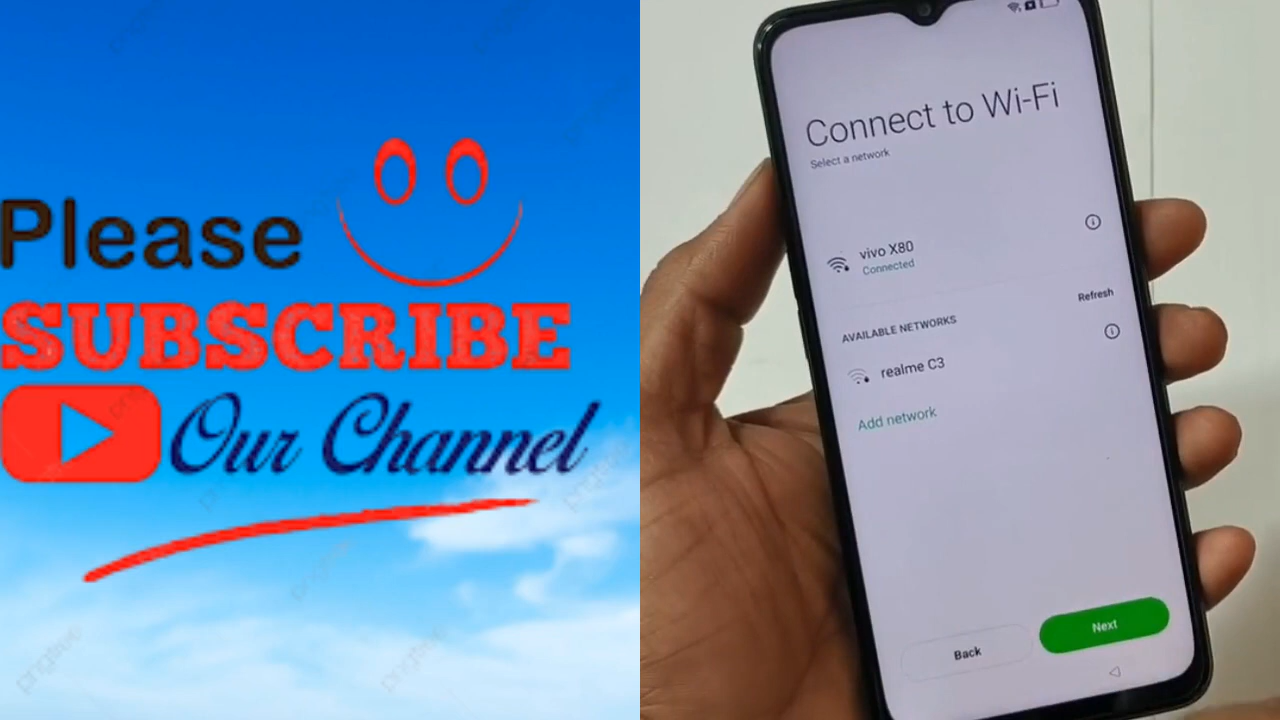 Please
SUBSCRIBE
Our Channel
Connect to Wi-Fi
Select a network
vivo X80
Connected
Refresh
AVAILABLE NETWORKS
realme C3
Add network
Back
Next